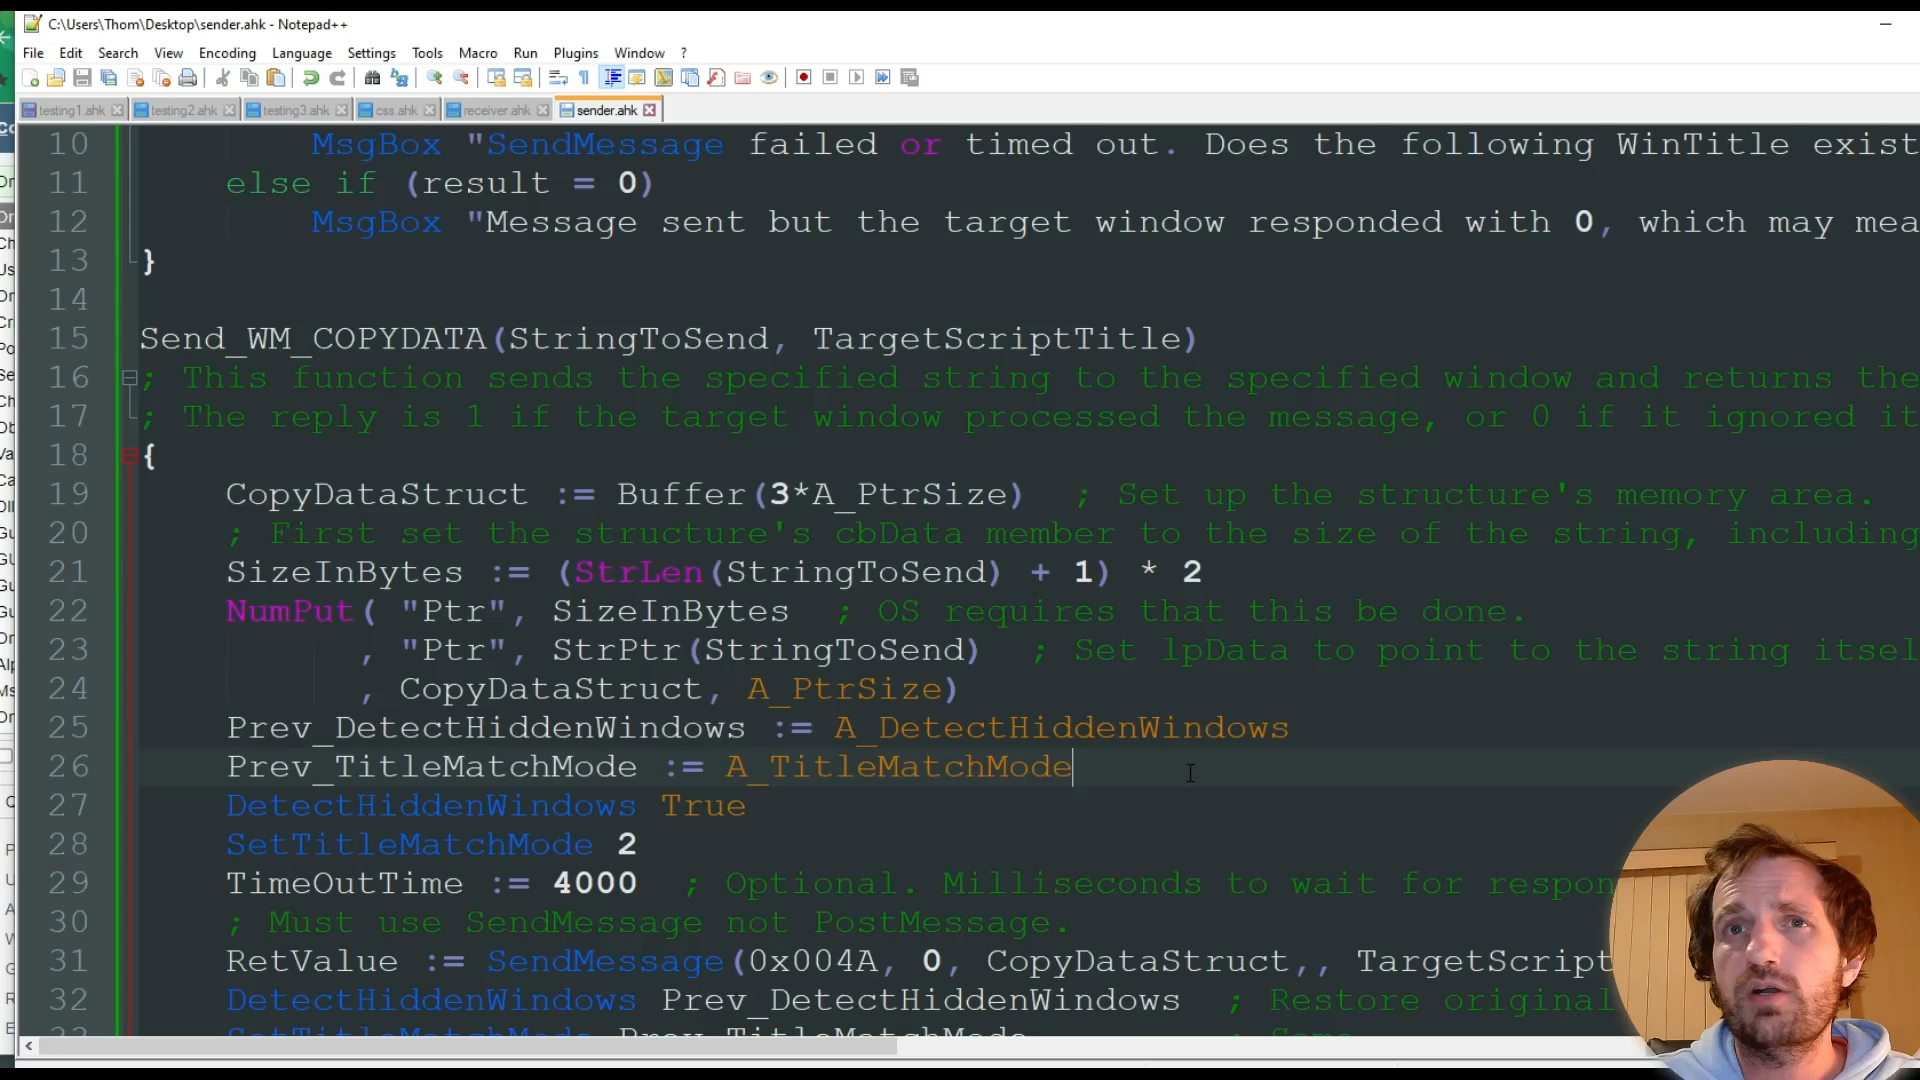 C:\Users\Thom\Desktop\sender.ahk - Notepad++
File Edit Search View Encoding Language Settings Tools Macro Run Plugins Window ?
testing1.ahk testing2.ahk testing3.ahk css.ahk receiver.ahk sender.ahk
10 MsgBox "SendMessage failed or timed out. Does the following WinTitle exist
11 else if (result = 0)
12 MsgBox "Message sent but the target window responded with 0, which may mea
13 }
14
15 Send_WM_COPYDATA(StringToSend, TargetScriptTitle)
16 ; This function sends the specified string to the specified window and returns the
17 ; The reply is 1 if the target window processed the message, or 0 if it ignored it
18 {
19 CopyDataStruct := Buffer(3*A_PtrSize) ; Set up the structure's memory area.
20 ; First set the structure's cbData member to the size of the string, including
21 SizeInBytes := (StrLen(StringToSend) + 1) * 2
22 NumPut( "Ptr", SizeInBytes ; OS requires that this be done.
23 , "Ptr", StrPtr(StringToSend) ; Set lpData to point to the string itsel
24 , CopyDataStruct, A_PtrSize)
25 Prev_DetectHiddenWindows := A_DetectHiddenWindows
26 Prev_TitleMatchMode := A_TitleMatchMode
27 DetectHiddenWindows True
28 SetTitleMatchMode 2
29 TimeOutTime := 4000 ; Optional. Milliseconds to wait for respon
30 ; Must use SendMessage not PostMessage.
31 RetValue := SendMessage(0x004A, 0, CopyDataStruct,, TargetScript
32 DetectHiddenWindows Prev_DetectHiddenWindows ; Restore original
33 SetTitleMatchMode Prev_TitleMatchMode ; Same